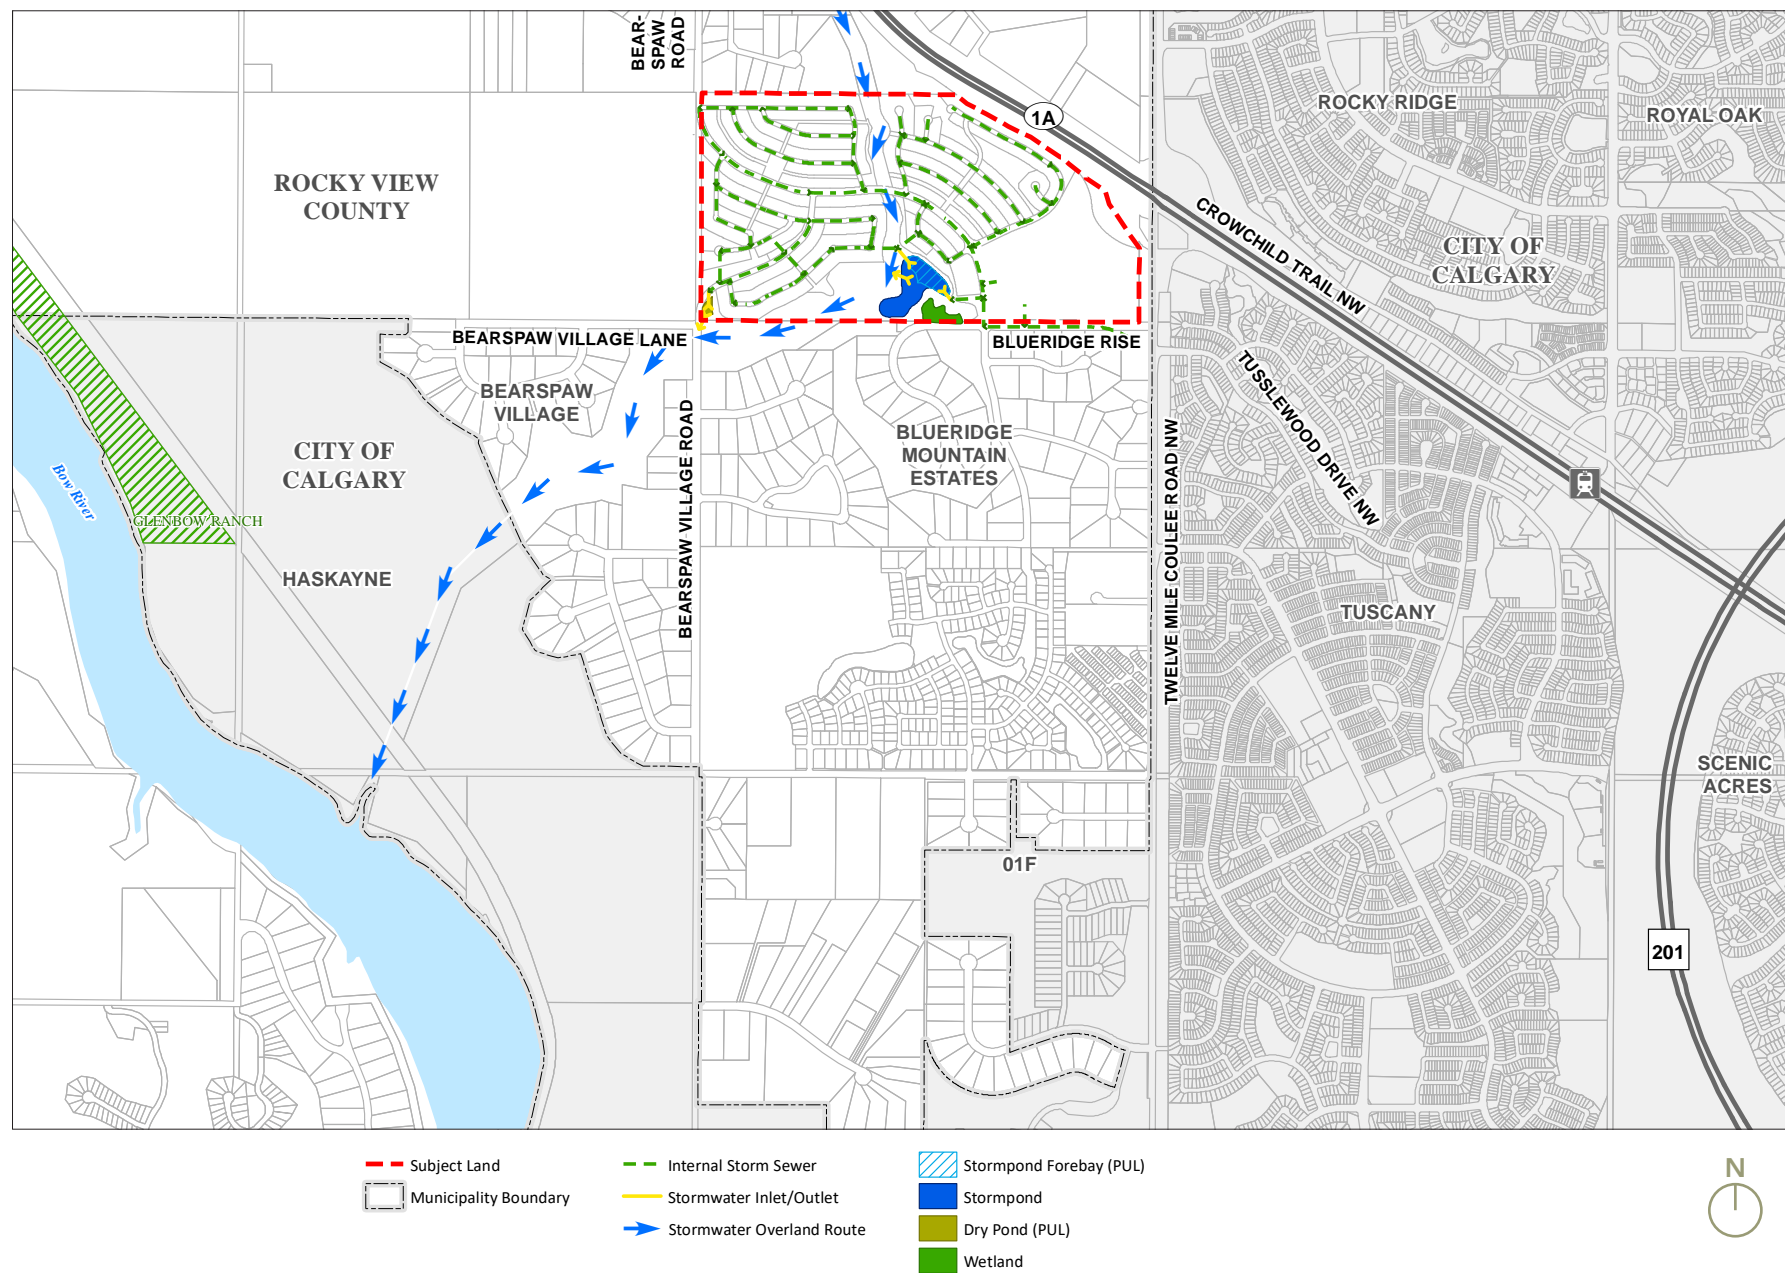 BEAR-
SPAW
ROAD
1A
ROCKY RIDGE
ROYAL OAK
ROCKY VIEW
COUNTY
CROWCHILD TRAIL NW
CITY OF
CALGARY
BEARSPAW VILLAGE LANE
BLUERIDGE RISE
BEARSPAW
VILLAGE
TUSSLEWOOD DRIVE NW
CITY OF
CALGARY
BLUERIDGE
MOUNTAIN
ESTATES
Bow River
GLENBOW RANCH
BEARSPAW VILLAGE ROAD
TWELVE MILE COULEE ROAD NW
HASKAYNE
TUSCANY
SCENIC
ACRES
01F
201
Subject Land
Municipality Boundary
Internal Storm Sewer
Stormwater Inlet/Outlet
Stormwater Overland Route
Stormpond Forebay (PUL)
Stormpond
Dry Pond (PUL)
Wetland
N